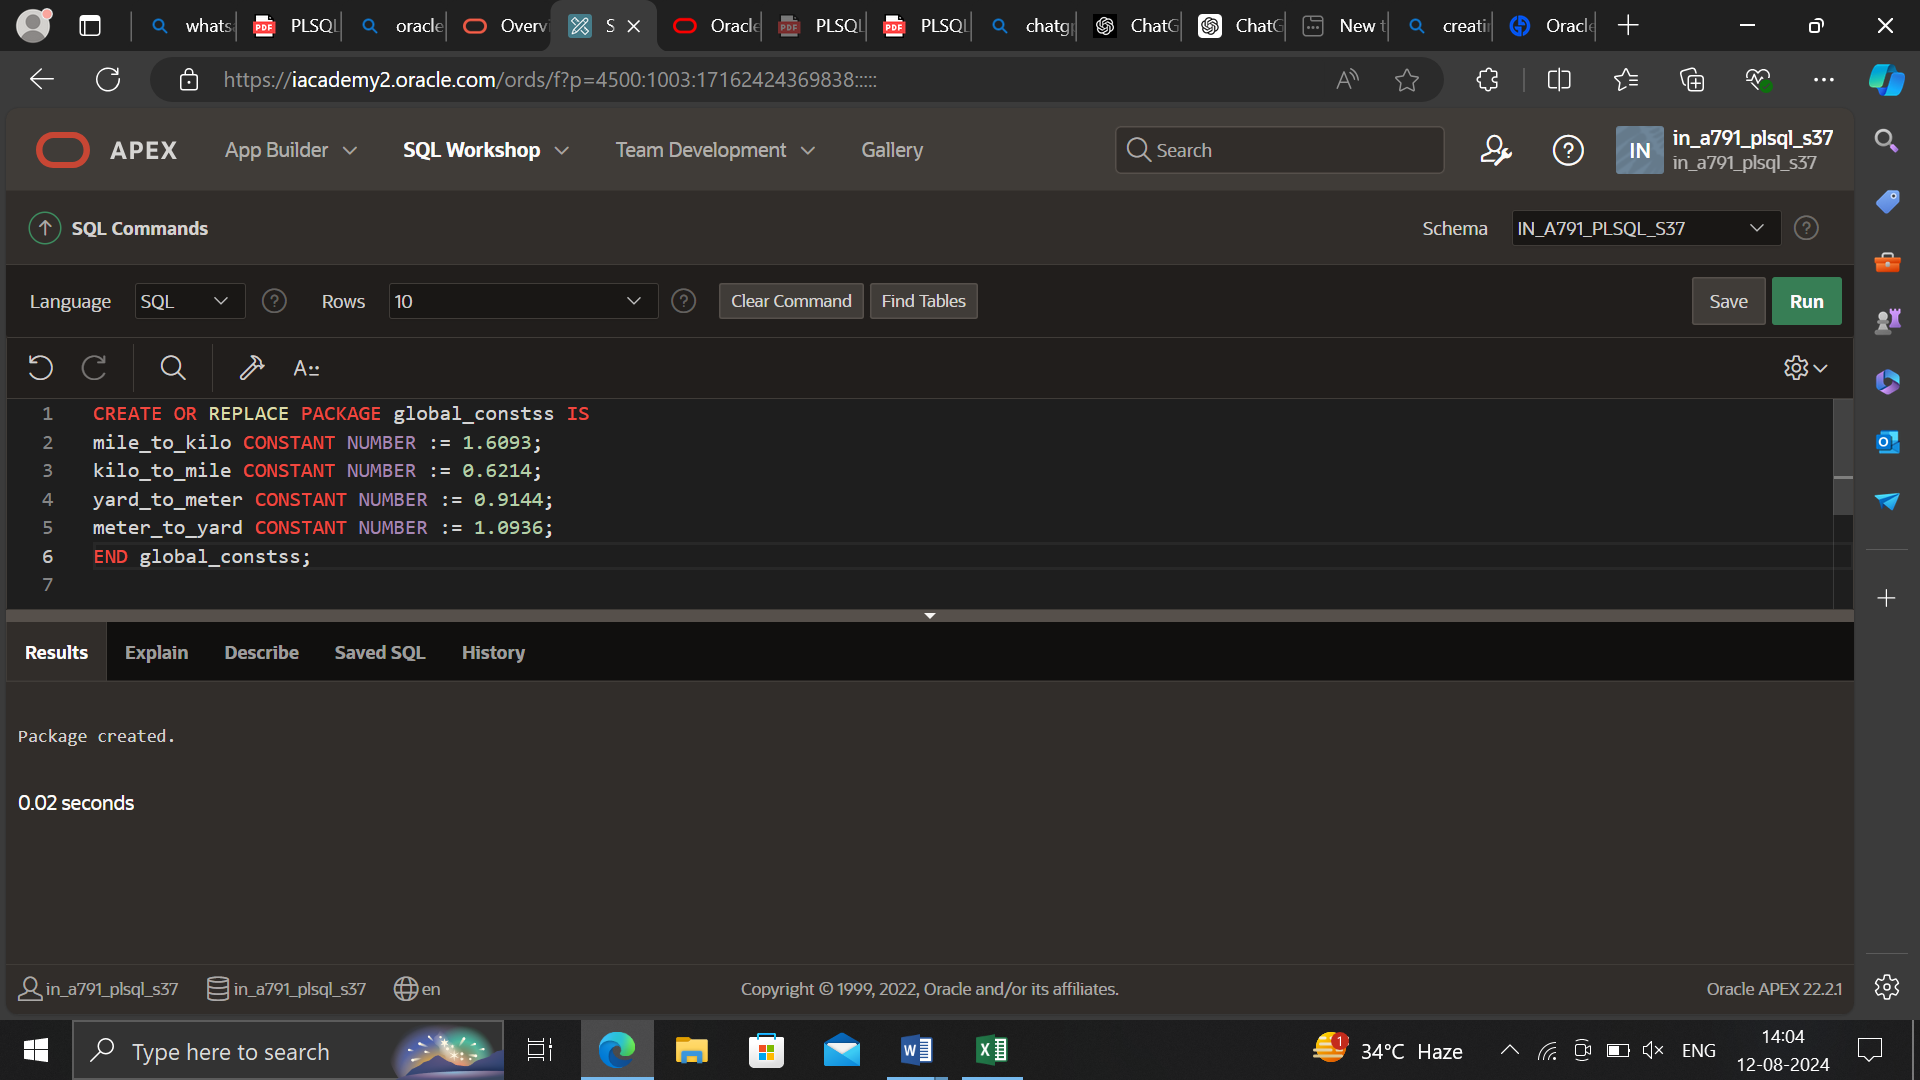 whats
PLSQL
oracle
Overvi
S
Oracle
PLSQL
PLSQL
chatgp
ChatG
ChatG
New t
creatin
Oracle
https://iacademy2.oracle.com/ords/f?p=4500:1003:17162424369838:::::
APEX
App Builder
SQL Workshop
Team Development
Gallery
Search
IN
in_a791_plsql_s37
in_a791_plsql_s37
SQL Commands
Schema
IN_A791_PLSQL_S37
Language
SQL
Rows
10
Clear Command
Find Tables
Save
Run
1 CREATE OR REPLACE PACKAGE global_constss IS
2 mile_to_kilo CONSTANT NUMBER := 1.6093;
3 kilo_to_mile CONSTANT NUMBER := 0.6214;
4 yard_to_meter CONSTANT NUMBER := 0.9144;
5 meter_to_yard CONSTANT NUMBER := 1.0936;
6 END global_constss;
7
Results
Explain
Describe
Saved SQL
History
Package created.
0.02 seconds
in_a791_plsql_s37
in_a791_plsql_s37
en
Copyright © 1999, 2022, Oracle and/or its affiliates.
Oracle APEX 22.2.1
Type here to search
1
34°C Haze
ENG
14:04
12-08-2024